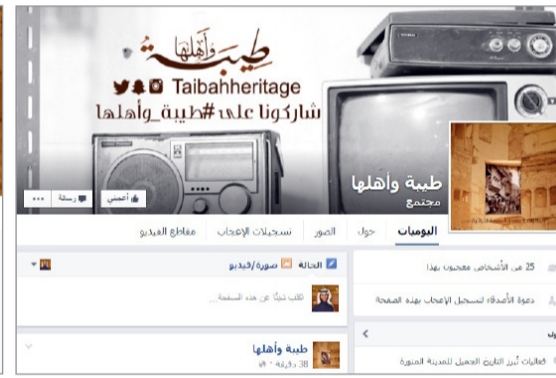 طيبة
وأهلها
Taibahheritage
شاركونا على #طيبة_وأهلها
طيبة وأهلها
مجتمع
أعجبني
رسالة
اليوميات
حول
الصور
تسجيلات الإعجاب
مقاطع الفيديو
25 من الأشخاص معجبون بهذا
دعوة الأصدقاء لتسجيل الإعجاب بهذه الصفحة
فعاليات تُبرز التاريخ الجميل للمدينة المنورة
الحالة
صورة/فيديو
اكتب شيئًا عن هذه الصفحة...
طيبة وأهلها
38 دقيقة